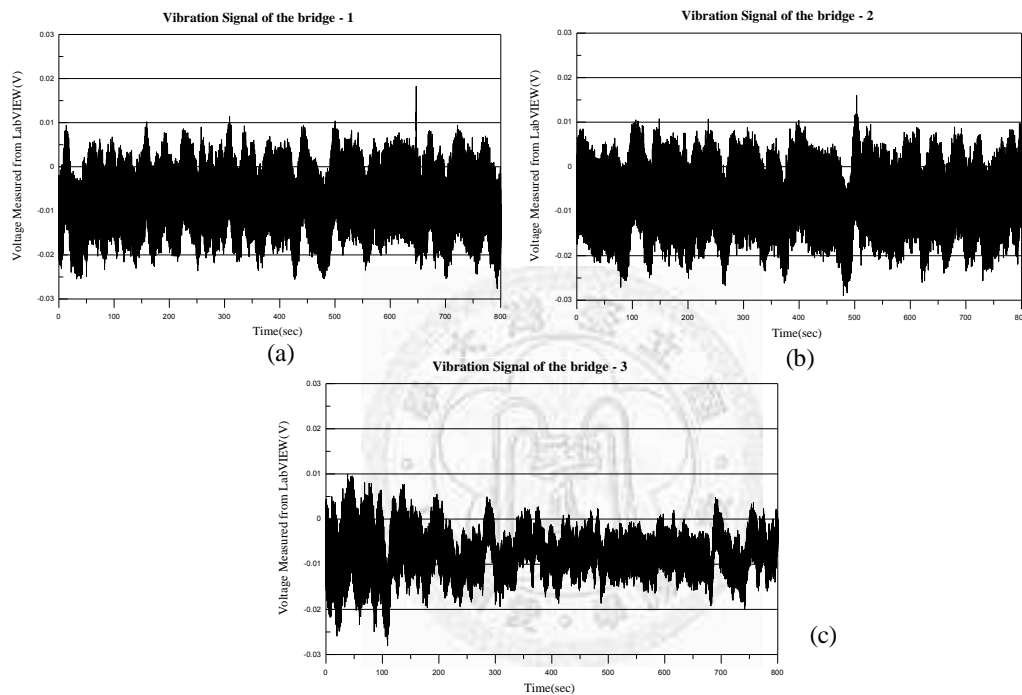 Vibration Signal of the bridge - 1
Voltage Measured from LabVIEW(V)
0.03
0.02
0.01
0
-0.01
-0.02
-0.03
0 100 200 300 400 500 600 700 800
Time(sec)
(a)
Vibration Signal of the bridge - 2
Voltage Measured from LabVIEW(V)
0.03
0.02
0.01
0
-0.01
-0.02
-0.03
0 100 200 300 400 500 600 700 800
Time(sec)
(b)
Vibration Signal of the bridge - 3
Voltage Measured from LabVIEW(V)
0.03
0.02
0.01
0
-0.01
-0.02
-0.03
0 100 200 300 400 500 600 700 800
Time(sec)
(c)